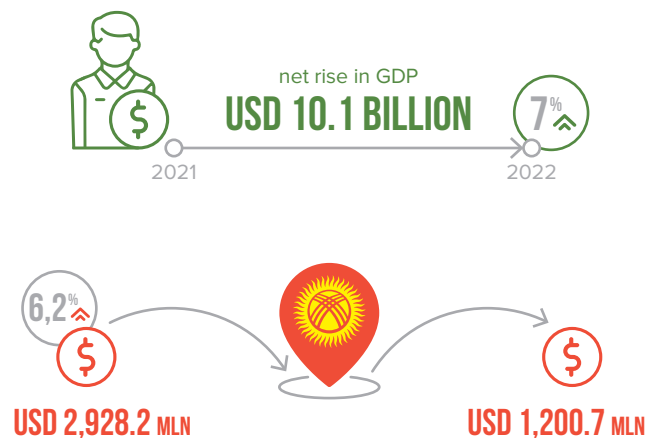 net rise in GDP
USD 10.1 BILLION
7%
2021
2022
6,2%
$
$
$
USD 2,928.2 MLN
USD 1,200.7 MLN